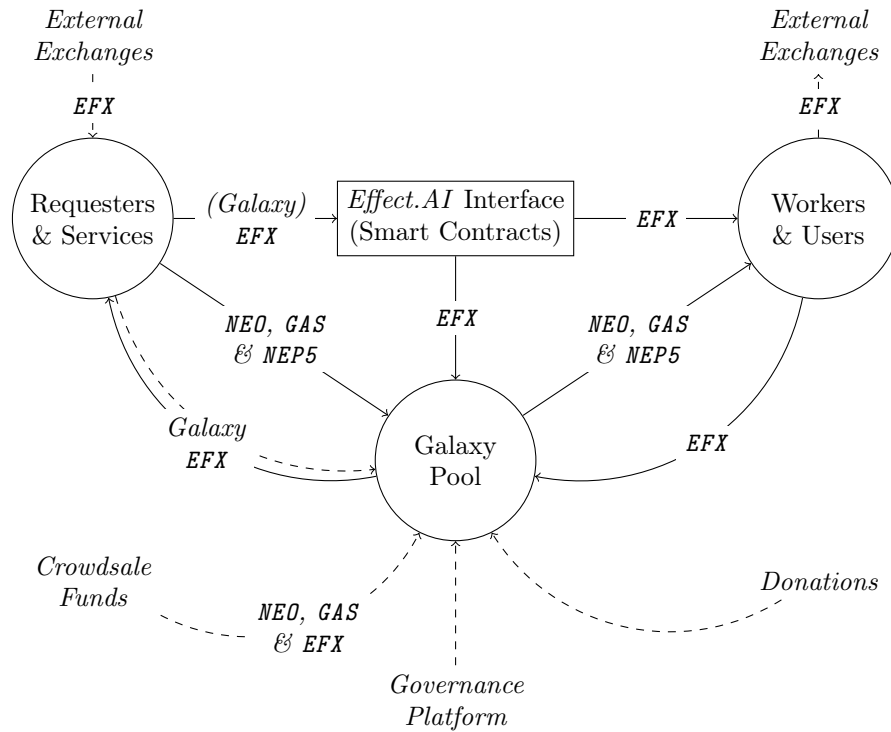 External
Exchanges
External
Exchanges
EFX
EFX
Requesters
& Services
(Galaxy)
EFX
Effect.AI Interface
(Smart Contracts)
EFX
Workers
& Users
NEO, GAS
& NEP5
EFX
NEO, GAS
& NEP5
Galaxy
EFX
Galaxy
Pool
EFX
Crowdsale
Funds
NEO, GAS
& EFX
Donations
Governance
Platform